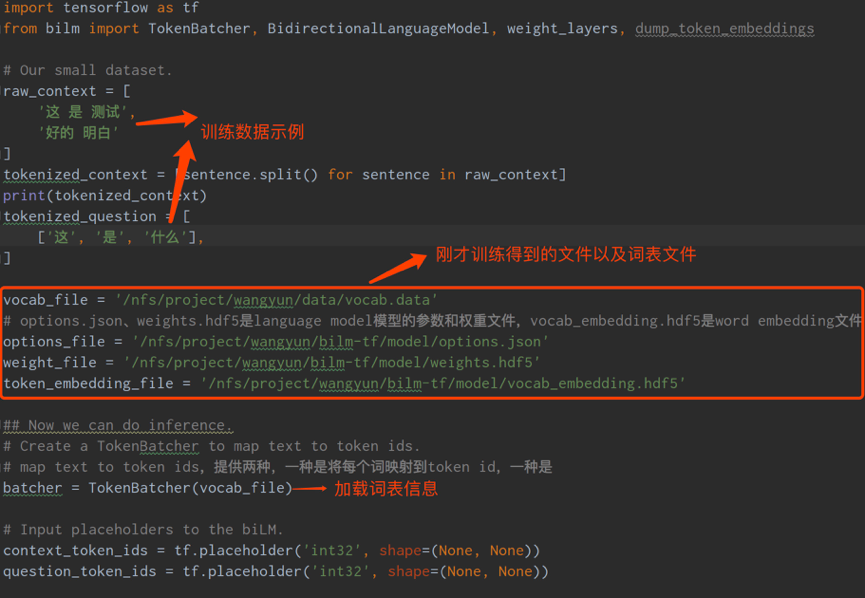 import tensorflow as tf
from bilm import TokenBatcher, BidirectionalLanguageModel, weight_layers, dump_token_embeddings
# Our small dataset.
raw_context = [
'这 是 测试',
'好的 明白'
训练数据示例
]
tokenized_context = [sentence.split() for sentence in raw_context]
print(tokenized_context)
tokenized_question = [
['这', '是', '什么'],
]
刚才训练得到的文件以及词表文件
vocab_file = '/nfs/project/wangyun/data/vocab.data'
# options.json、weights.hdf5是language model模型的参数和权重文件，vocab_embedding.hdf5是word embedding文件
options_file = '/nfs/project/wangyun/bilm-tf/model/options.json'
weight_file = '/nfs/project/wangyun/bilm-tf/model/weights.hdf5'
token_embedding_file = '/nfs/project/wangyun/bilm-tf/model/vocab_embedding.hdf5'
## Now we can do inference.
# Create a TokenBatcher to map text to token ids.
# map text to token ids，提供两种，一种是将每个词映射到token id，一种是
batcher = TokenBatcher(vocab_file) 加载词表信息
# Input placeholders to the biLM.
context_token_ids = tf.placeholder('int32', shape=(None, None))
question_token_ids = tf.placeholder('int32', shape=(None, None))